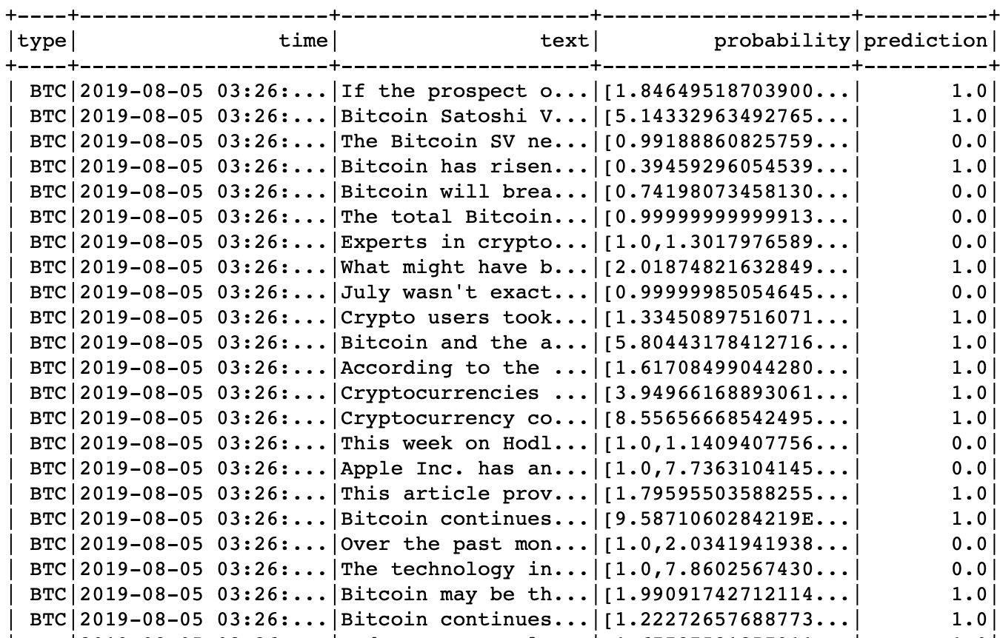 +----+--------------------+--------------------+--------------------+----------+
|type|                time|                text|         probability|prediction|
+----+--------------------+--------------------+--------------------+----------+
| BTC|2019-08-05 03:26:...|If the prospect o...|[1.84649518703900...|       1.0|
| BTC|2019-08-05 03:26:...|Bitcoin Satoshi V...|[5.14332963492765...|       1.0|
| BTC|2019-08-05 03:26:...|The Bitcoin SV ne...|[0.99188860825759...|       0.0|
| BTC|2019-08-05 03:26:...|Bitcoin has risen...|[0.39459296054539...|       1.0|
| BTC|2019-08-05 03:26:...|Bitcoin will brea...|[0.74198073458130...|       0.0|
| BTC|2019-08-05 03:26:...|The total Bitcoin...|[0.99999999999913...|       0.0|
| BTC|2019-08-05 03:26:...|Experts in crypto...|[1.0,1.3017976589...|       0.0|
| BTC|2019-08-05 03:26:...|What might have b...|[2.01874821632849...|       1.0|
| BTC|2019-08-05 03:26:...|July wasn't exact...|[0.99999985054645...|       0.0|
| BTC|2019-08-05 03:26:...|Crypto users took...|[1.33450897516071...|       1.0|
| BTC|2019-08-05 03:26:...|Bitcoin and the a...|[5.80443178412716...|       1.0|
| BTC|2019-08-05 03:26:...|According to the ...|[1.61708499044280...|       1.0|
| BTC|2019-08-05 03:26:...|Cryptocurrencies ...|[3.94966168893061...|       1.0|
| BTC|2019-08-05 03:26:...|Cryptocurrency co...|[8.55656668542495...|       1.0|
| BTC|2019-08-05 03:26:...|This week on Hodl...|[1.0,1.1409407756...|       0.0|
| BTC|2019-08-05 03:26:...|Apple Inc. has an...|[1.0,7.7363104145...|       0.0|
| BTC|2019-08-05 03:26:...|This article prov...|[1.79595503588255...|       1.0|
| BTC|2019-08-05 03:26:...|Bitcoin continues...|[9.5871060284219E...|       1.0|
| BTC|2019-08-05 03:26:...|Over the past mon...|[1.0,2.0341941938...|       0.0|
| BTC|2019-08-05 03:26:...|The technology in...|[1.0,7.8602567430...|       0.0|
| BTC|2019-08-05 03:26:...|Bitcoin may be th...|[1.99091742712114...|       1.0|
| BTC|2019-08-05 03:26:...|Bitcoin continues...|[1.22272657688773...|       1.0|